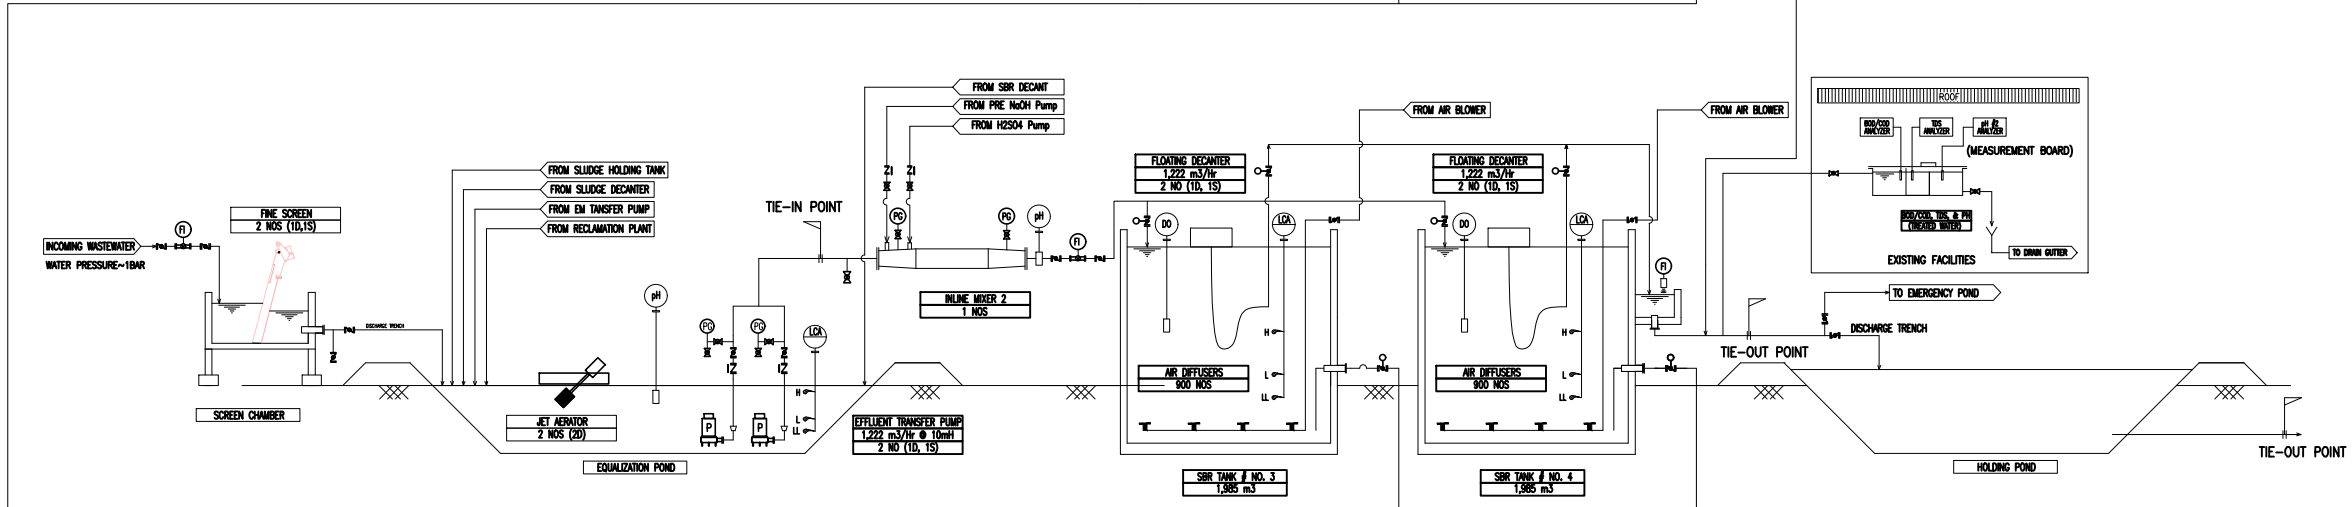 FROM SBR DECANT
FROM PRE NaOH Pump
FROM H2SO4 Pump
FROM AIR BLOWER
FROM AIR BLOWER
ROOF
BOD/COD
ANALYZER
TDS
ANALYZER
pH #2
ANALYZER
(MEASUREMENT BOARD)
BOD/COD, TDS, & PH
(TREATED WATER)
TO DRAIN GUTTER
EXISTING FACILITIES
FROM SLUDGE HOLDING TANK
FROM SLUDGE DECANTER
FROM EM TANSFER PUMP
FROM RECLAMATION PLANT
FLOATING DECANTER
1,222 m3/Hr
2 NO (1D, 1S)
FLOATING DECANTER
1,222 m3/Hr
2 NO (1D, 1S)
TIE-IN POINT
FINE SCREEN
2 NOS (1D,1S)
FI
INCOMING WASTEWATER
WATER PRESSURE~1BAR
PG
PG
pH
FI
DO
LCA
DO
LCA
FI
INLINE MIXER 2
1 NOS
pH
PG
PG
LCA
TO EMERGENCY POND
DISCHARGE TRENCH
DISCHARGE TRENCH
TIE-OUT POINT
H
L
LL
H
L
LL
AIR DIFFUSERS
900 NOS
AIR DIFFUSERS
900 NOS
H
L
LL
P
P
SCREEN CHAMBER
JET AERATOR
2 NOS (2D)
EFFLUENT TRANSFER PUMP
1,222 m3/Hr @ 10mH
2 NO (1D, 1S)
EQUALIZATION POND
SBR TANK # NO. 3
1,985 m3
SBR TANK # NO. 4
1,985 m3
HOLDING POND
TIE-OUT POINT